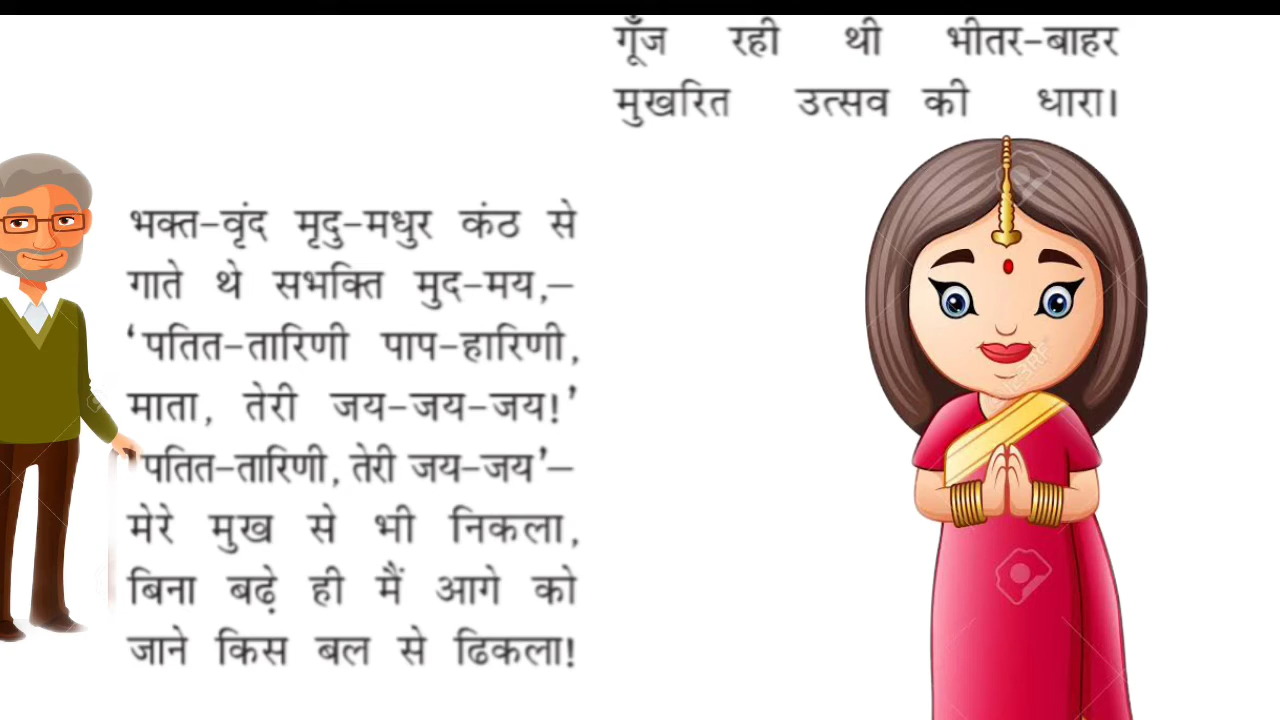 गूँज रही थी भीतर-बाहर
मुखरित उत्सव की धारा।
भक्त-वृंद मृदु-मधुर कंठ से
गाते थे सभक्ति मुद-मय,–
‘पतित-तारिणी पाप-हारिणी,
माता, तेरी जय-जय-जय!’
‘पतित-तारिणी, तेरी जय-जय’–
मेरे मुख से भी निकला,
बिना बढ़े ही मैं आगे को
जाने किस बल से ढिकला!